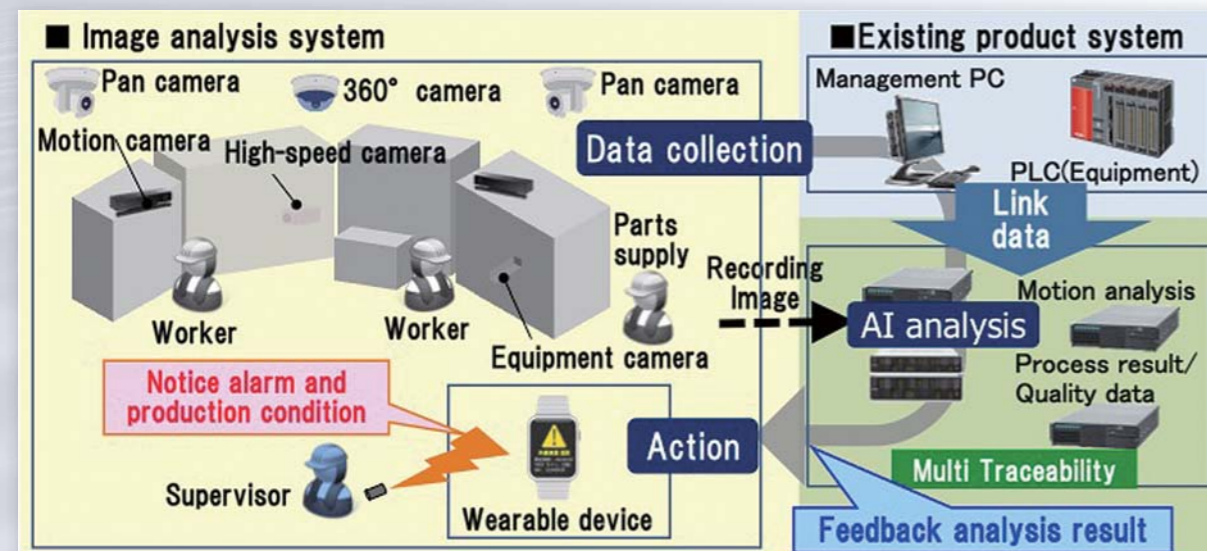 ■ Image analysis system
Pan camera
360° camera
Pan camera
Motion camera
High-speed camera
Worker
Worker
Parts
supply
Equipment camera
Notice alarm and
production condition
Supervisor
Wearable device
Data collection
Action
Recording
Image
■Existing product system
Management PC
PLC(Equipment)
Link
data
AI analysis
Motion analysis
Process result/
Quality data
Multi Traceability
Feedback analysis result